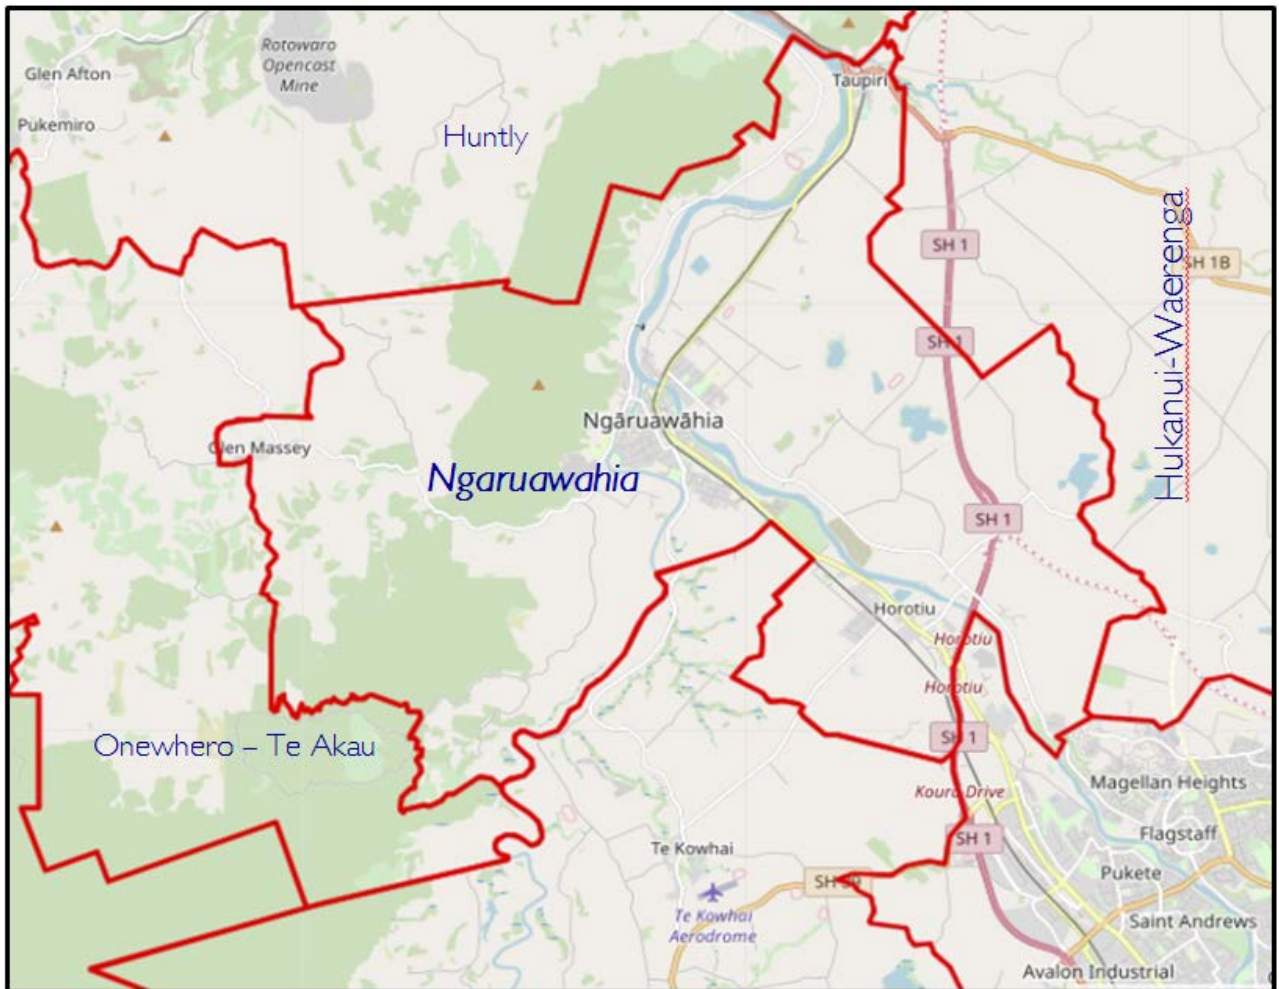 Rotowaro
Opencast
Mine
Glen Afton
Taupiri
Pukemiro
Huntly
SH 1
Hukanui-Waerenga
SH 1B
SH 1
Ngāruawāhia
Glen Massey
Ngaruawahia
SH 1
Horotiu
Horotiu
Horotiu
Onewhero – Te Akau
SH 1
Magellan Heights
Koura Drive
Flagstaff
SH 1
Te Kowhai
Pukete
SH 39
Te Kowhai
Aerodrome
Saint Andrews
Avalon Industrial